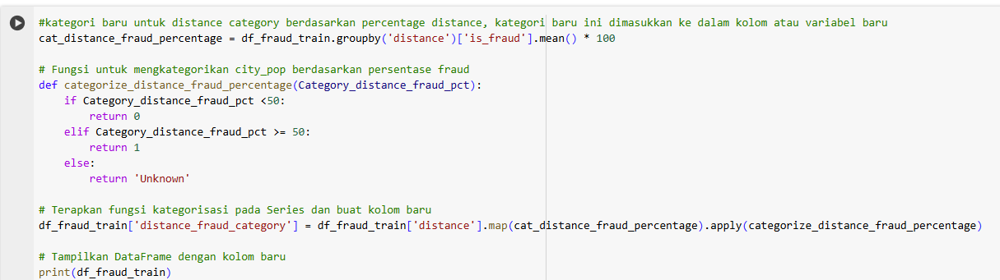 #kategori baru untuk distance category berdasarkan percentage distance, kategori baru ini dimasukkan ke dalam kolom atau variabel baru
cat_distance_fraud_percentage = df_fraud_train.groupby('distance')['is_fraud'].mean() * 100
# Fungsi untuk mengkategorikan city_pop berdasarkan persentase fraud
def categorize_distance_fraud_percentage(Category_distance_fraud_pct):
    if Category_distance_fraud_pct <50:
        return 0
    elif Category_distance_fraud_pct >= 50:
        return 1
    else:
        return 'Unknown'
# Terapkan fungsi kategorisasi pada Series dan buat kolom baru
df_fraud_train['distance_fraud_category'] = df_fraud_train['distance'].map(cat_distance_fraud_percentage).apply(categorize_distance_fraud_percentage)
# Tampilkan DataFrame dengan kolom baru
print(df_fraud_train)